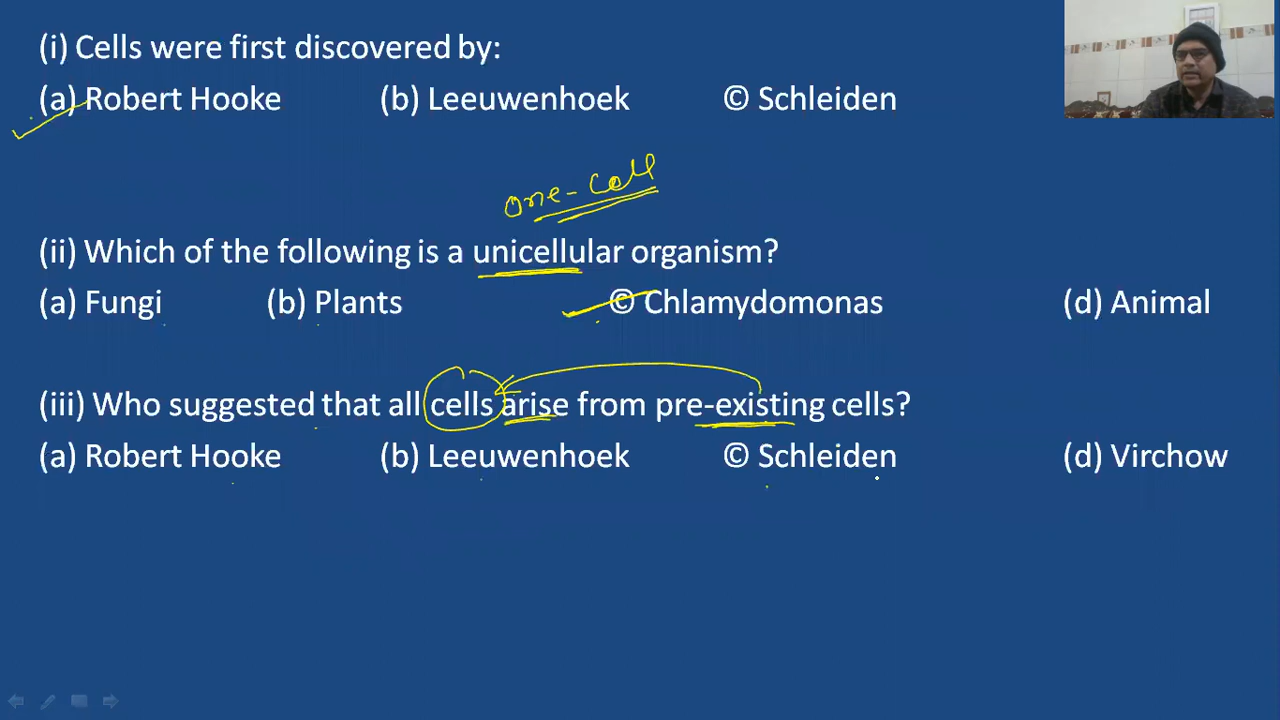 (i) Cells were first discovered by:
(a) Robert Hooke (b) Leeuwenhoek © Schleiden
one-cell
(ii) Which of the following is a unicellular organism?
(a) Fungi (b) Plants © Chlamydomonas (d) Animal
(iii) Who suggested that all cells arise from pre-existing cells?
(a) Robert Hooke (b) Leeuwenhoek © Schleiden (d) Virchow